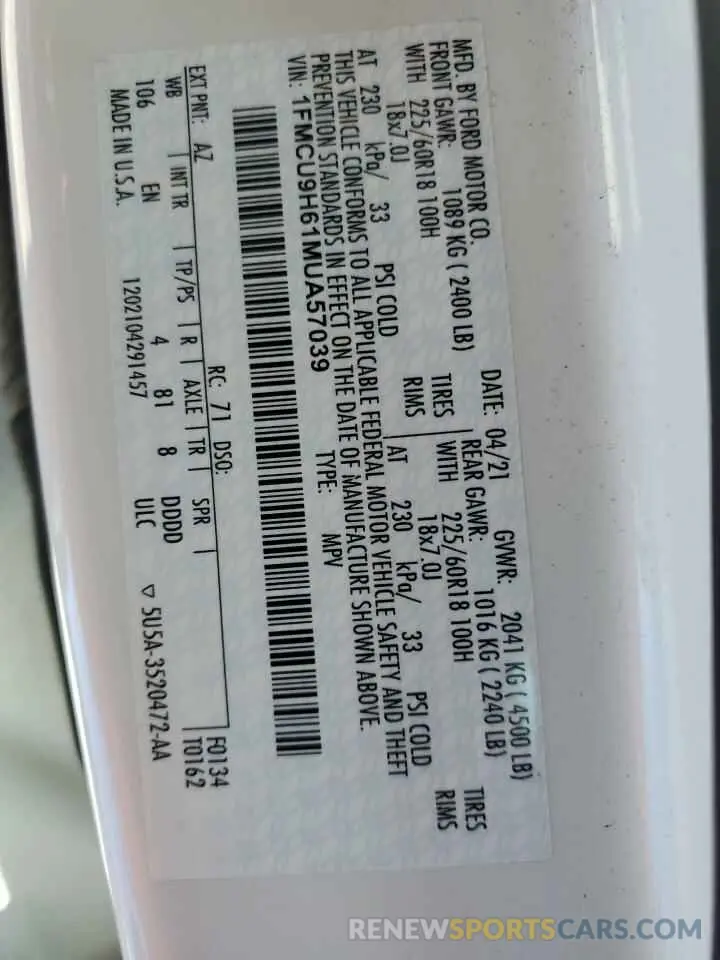 MFD. BY FORD MOTOR CO.
DATE: 04/21 GVWR: 2041 KG ( 4500 LB)
FRONT GAWR: 1089 KG ( 2400 LB) REAR GAWR: 1016 KG ( 2240 LB)
WITH 225/60R18 100H TIRES WITH 225/60R18 100H TIRES
18x7.0J RIMS 18x7.0J RIMS
AT 230 kPa/ 33 PSI COLD AT 230 kPa/ 33 PSI COLD
THIS VEHICLE CONFORMS TO ALL APPLICABLE FEDERAL MOTOR VEHICLE SAFETY AND THEFT
PREVENTION STANDARDS IN EFFECT ON THE DATE OF MANUFACTURE SHOWN ABOVE.
VIN: 1FMCU9H61MUA57039 TYPE: MPV
F0134
T0162
EXT PNT: AZ RC: 71 DSO:
WB INT TR TP/PS R AXLE TR SPR
106 EN 4 81 8 DDDD
MADE IN U.S.A. 1202104291457 ULC ▽ 5U5A-3520472-AA
RENEWSPORTSCARS.COM